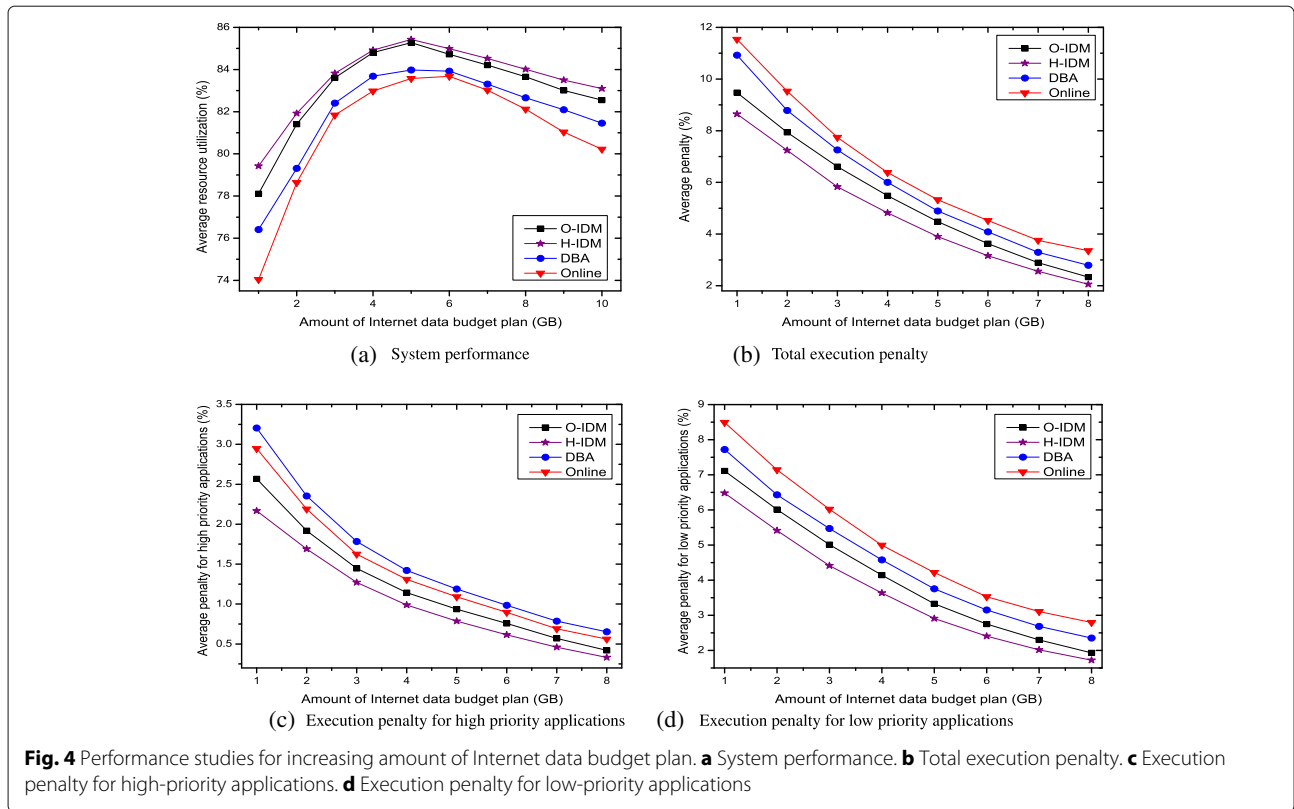 86
84
82
80
78
76
74
Average resource utilization (%)
O-IDM
H-IDM
DBA
Online
2
4
6
8
10
Amount of Internet data budget plan (GB)
(a) System performance
12
10
8
6
4
2
Average penalty (%)
O-IDM
H-IDM
DBA
Online
1
2
3
4
5
6
7
8
Amount of Internet data budget plan (GB)
(b) Total execution penalty
3.5
3.0
2.5
2.0
1.5
1.0
0.5
Average penalty for high priority applications (%)
O-IDM
H-IDM
DBA
Online
1
2
3
4
5
6
7
8
Amount of Internet data budget plan (GB)
(c) Execution penalty for high priority applications
9
8
7
6
5
4
3
2
Average penalty for low priority applications (%)
O-IDM
H-IDM
DBA
Online
1
2
3
4
5
6
7
8
Amount of Internet data budget plan (GB)
(d) Execution penalty for low priority applications
Fig. 4 Performance studies for increasing amount of Internet data budget plan. a System performance. b Total execution penalty. c Execution
penalty for high-priority applications. d Execution penalty for low-priority applications